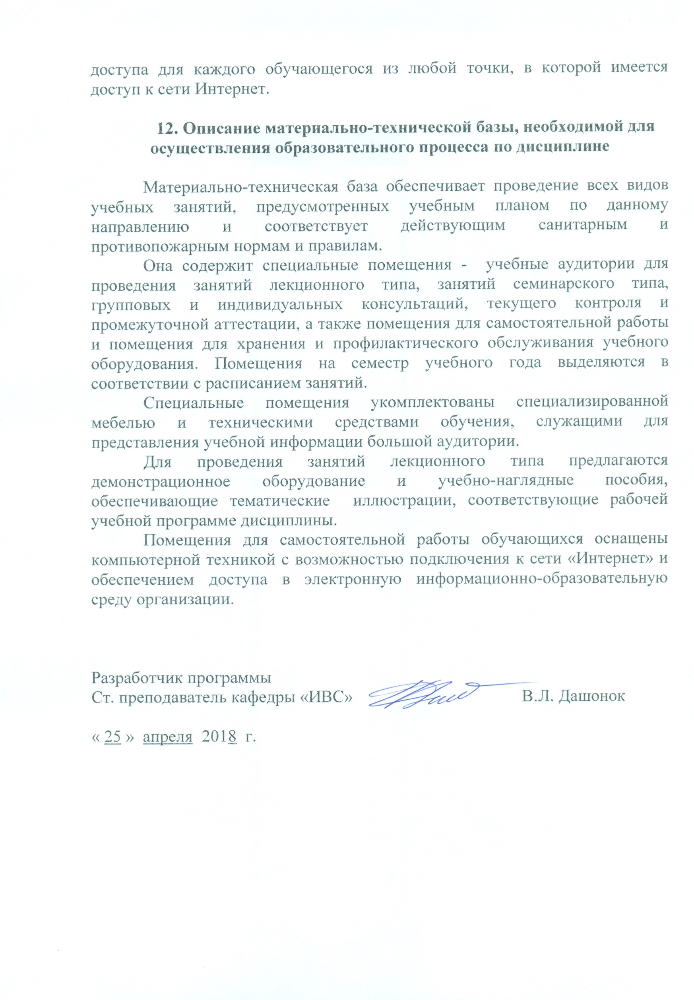 доступа для каждого обучающегося из любой точки, в которой имеется
доступ к сети Интернет.
12. Описание материально-технической базы, необходимой для
осуществления образовательного процесса по дисциплине
Материально-техническая база обеспечивает проведение всех видов
учебных занятий, предусмотренных учебным планом по данному
направлению и соответствует действующим санитарным и
противопожарным нормам и правилам.
Она содержит специальные помещения - учебные аудитории для
проведения занятий лекционного типа, занятий семинарского типа,
групповых и индивидуальных консультаций, текущего контроля и
промежуточной аттестации, а также помещения для самостоятельной работы
и помещения для хранения и профилактического обслуживания учебного
оборудования. Помещения на семестр учебного года выделяются в
соответствии с расписанием занятий.
Специальные помещения укомплектованы специализированной
мебелью и техническими средствами обучения, служащими для
представления учебной информации большой аудитории.
Для проведения занятий лекционного типа предлагаются
демонстрационное оборудование и учебно-наглядные пособия,
обеспечивающие тематические иллюстрации, соответствующие рабочей
учебной программе дисциплины.
Помещения для самостоятельной работы обучающихся оснащены
компьютерной техникой с возможностью подключения к сети «Интернет» и
обеспечением доступа в электронную информационно-образовательную
среду организации.
Разработчик программы
Ст. преподаватель кафедры «ИВС» В.Л. Дашонок
« 25 » апреля 2018 г.